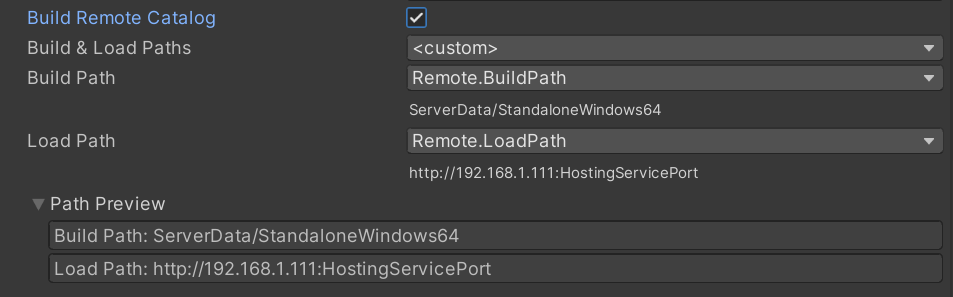 Build Remote Catalog
Build & Load Paths <custom>
Build Path Remote.BuildPath
ServerData/StandaloneWindows64
Load Path Remote.LoadPath
http://192.168.1.111:HostingServicePort
Path Preview
Build Path: ServerData/StandaloneWindows64
Load Path: http://192.168.1.111:HostingServicePort